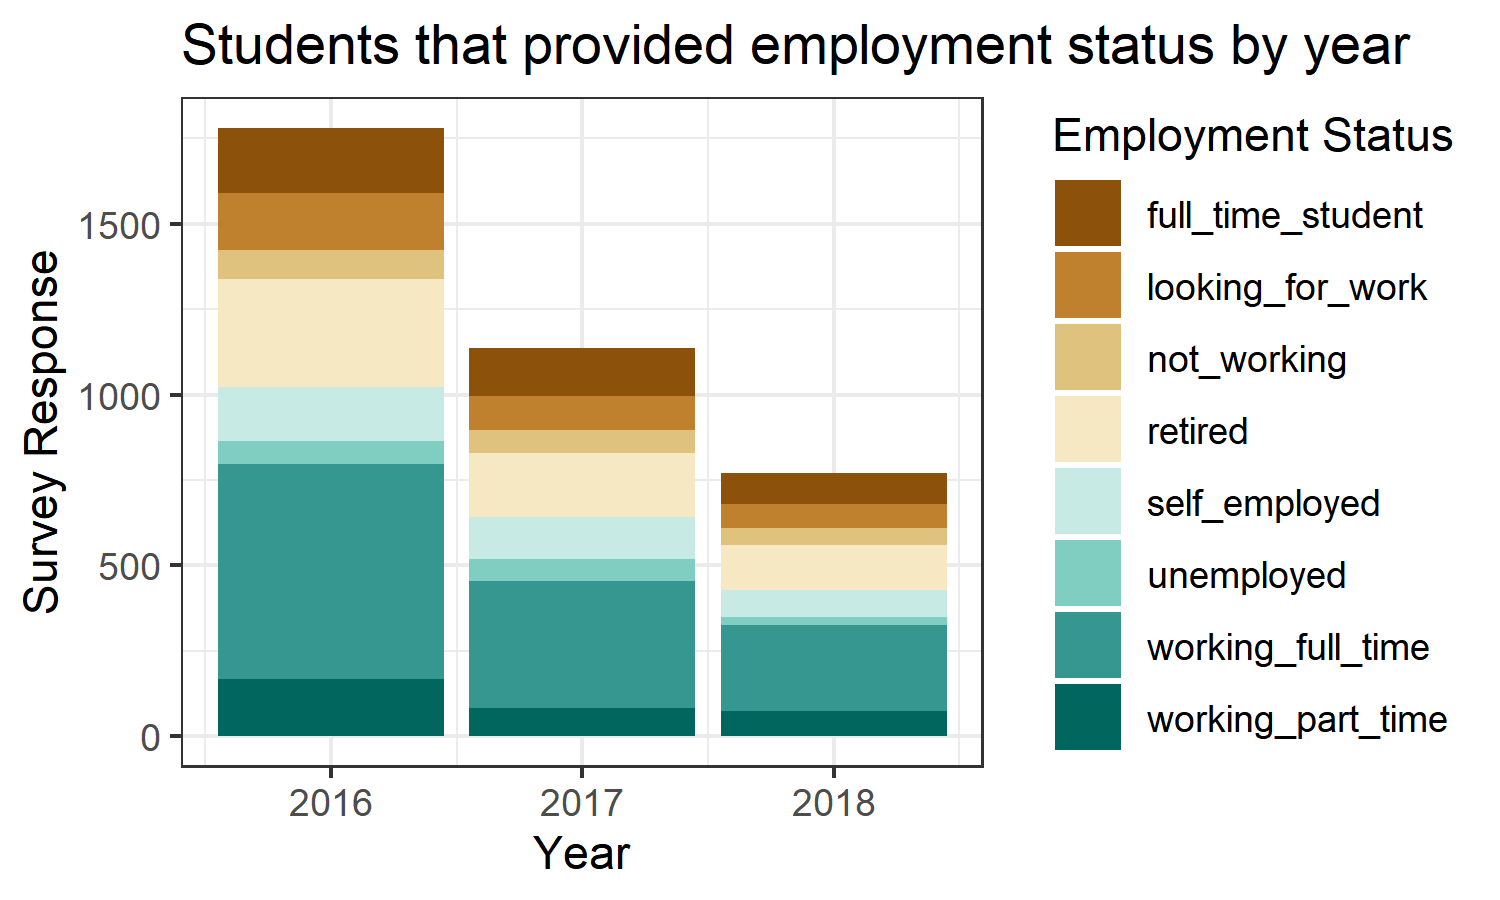 Students that provided employment status by year
Survey Response
1500
1000
500
0
2016
2017
2018
Year
Employment Status
full_time_student
looking_for_work
not_working
retired
self_employed
unemployed
working_full_time
working_part_time